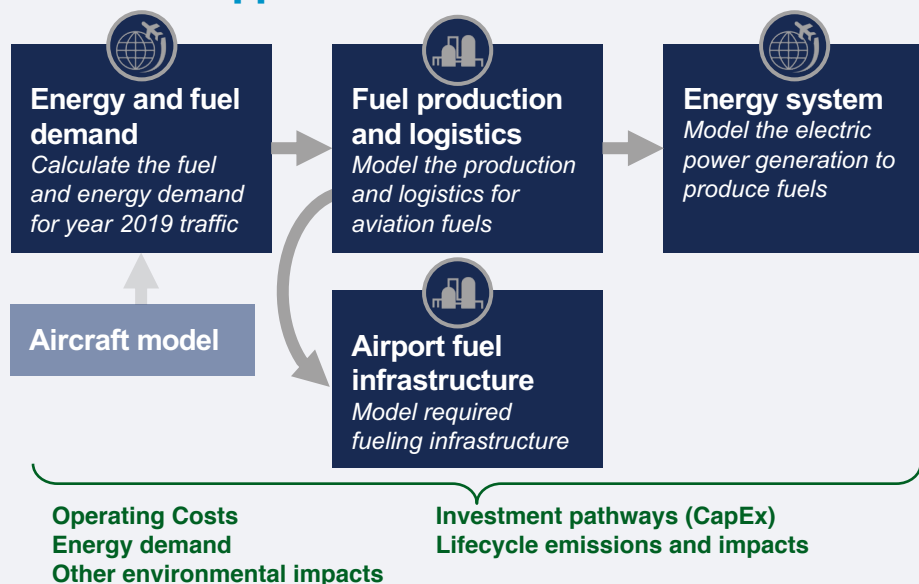 Energy and fuel
demand
Calculate the fuel
and energy demand
for year 2019 traffic
Fuel production
and logistics
Model the production
and logistics for
aviation fuels
Energy system
Model the electric
power generation to
produce fuels
Aircraft model
Airport fuel
infrastructure
Model required
fueling infrastructure
Operating Costs
Energy demand
Other environmental impacts
Investment pathways (CapEx)
Lifecycle emissions and impacts